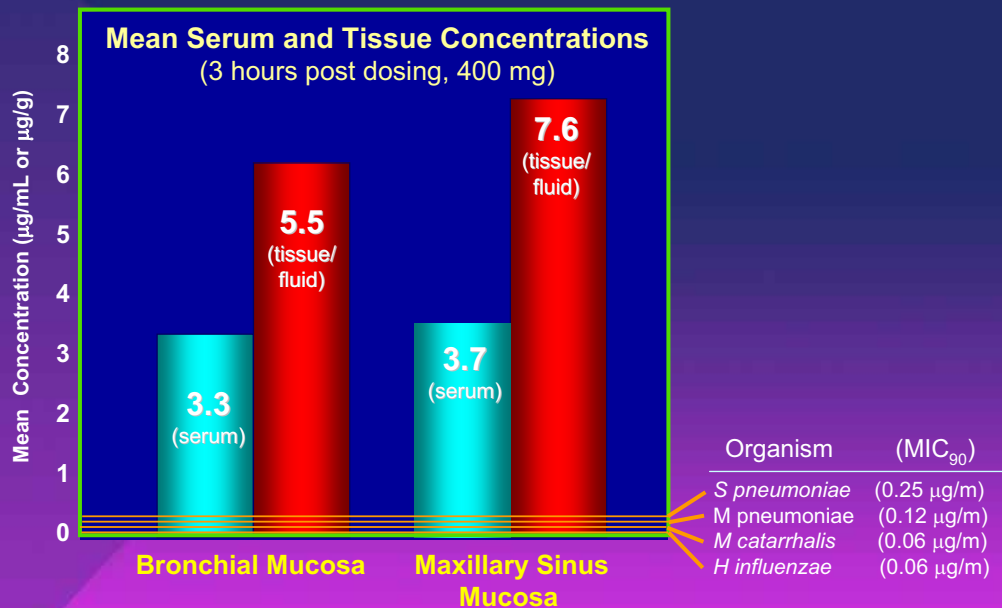 Mean Serum and Tissue Concentrations
(3 hours post dosing, 400 mg)
Mean Concentration (μg/mL or μg/g)
8
7
6
5
4
3
2
1
0
3.3
(serum)
5.5
(tissue/
fluid)
3.7
(serum)
7.6
(tissue/
fluid)
Bronchial Mucosa
Maxillary Sinus
Mucosa
Organism (MIC90)
S pneumoniae (0.25 μg/m)
M pneumoniae (0.12 μg/m)
M catarrhalis (0.06 μg/m)
H influenzae (0.06 μg/m)